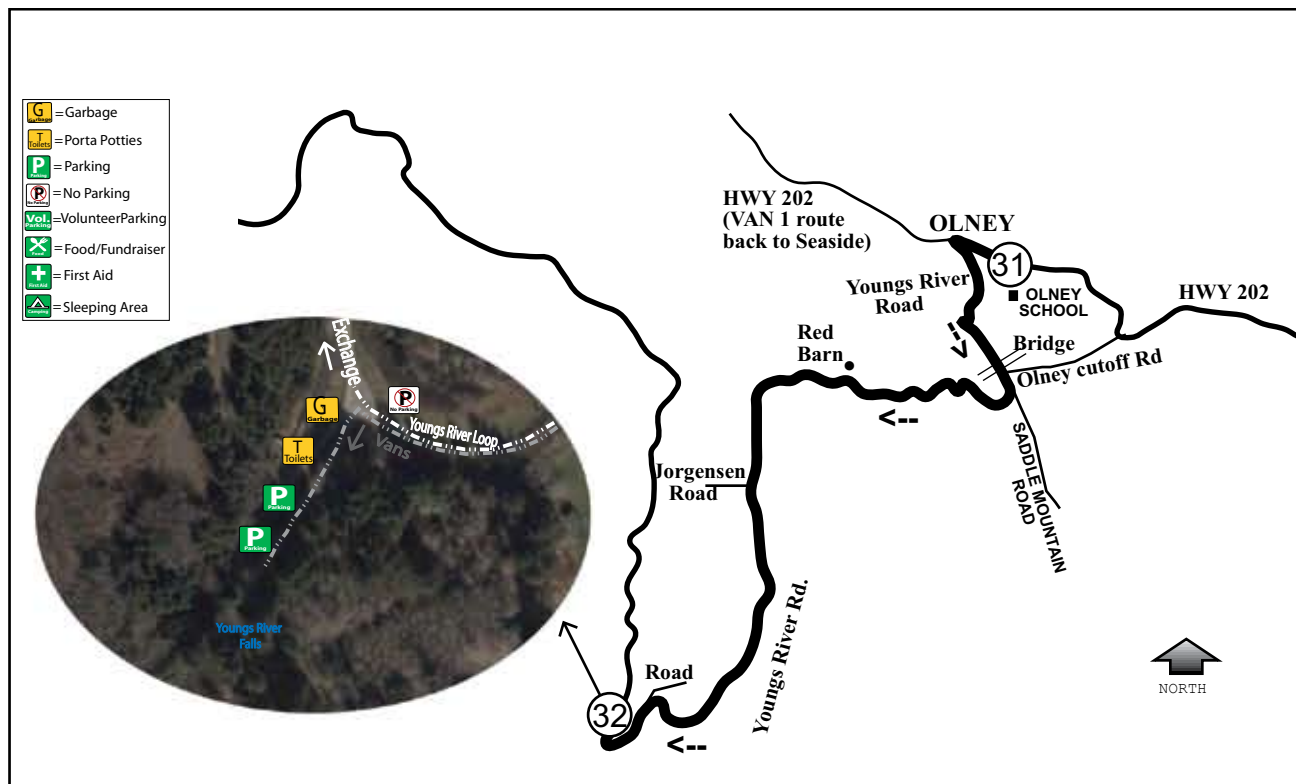 G
Garbage
=Garbage
T
Toilets
=Porta Potties
P
Parking
=Parking
P
No Parking
=No Parking
Vol.
Parking
=VolunteerParking
Food
=Food/Fundraiser
First Aid
=First Aid
Camping
=Sleeping Area
HWY 202
(VAN 1 route
back to Seaside)
OLNEY
31
OLNEY
SCHOOL
HWY 202
Youngs River
Road
Bridge
Olney cutoff Rd
Red
Barn
<--
SADDLE MOUNTAIN
ROAD
Jorgensen
Road
Youngs River Rd.
Road
32
<--
NORTH
Exchange
P
No Parking
G
Garbage
Youngs River Loop
Vans
T
Toilets
P
Parking
P
Parking
Youngs River
Falls